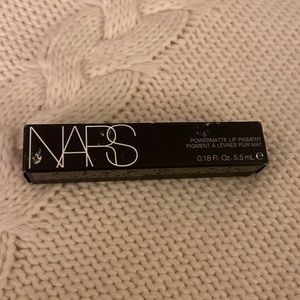 NARS
POWERMATTE LIP PIGMENT
PIGMENT À LÈVRES PUR MAT
0.18 Fl. Oz. 5.5 mL ℮